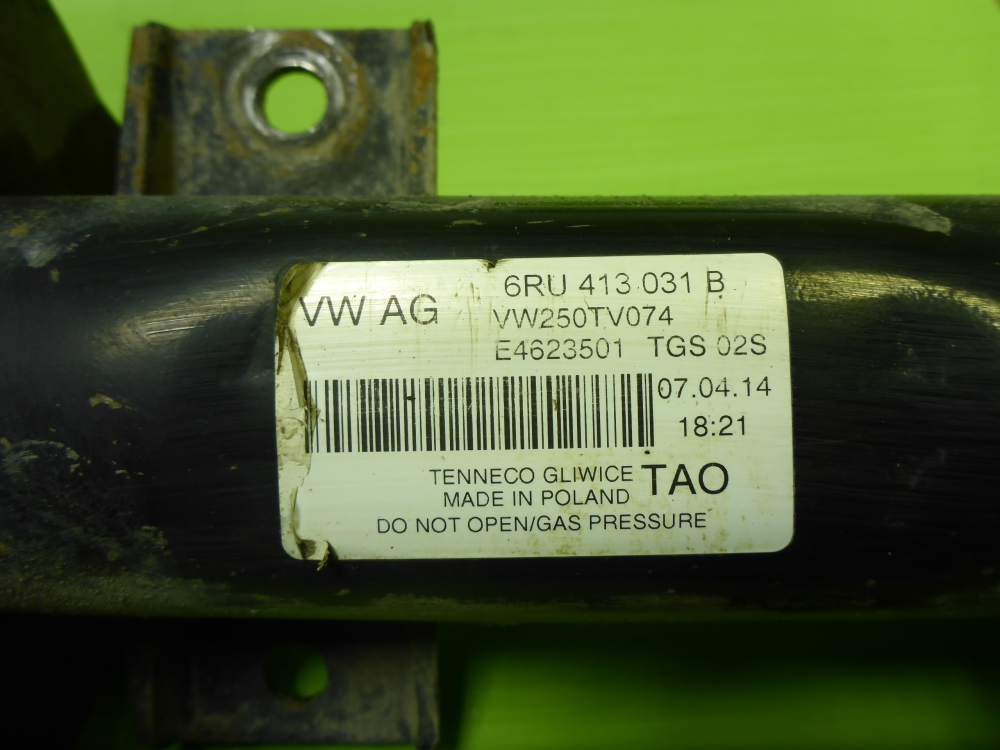 VW AG
6RU 413 031 B
VW250TV074
E4623501 TGS 02S
07.04.14
18:21
TENNECO GLIWICE
MADE IN POLAND
TAO
DO NOT OPEN/GAS PRESSURE